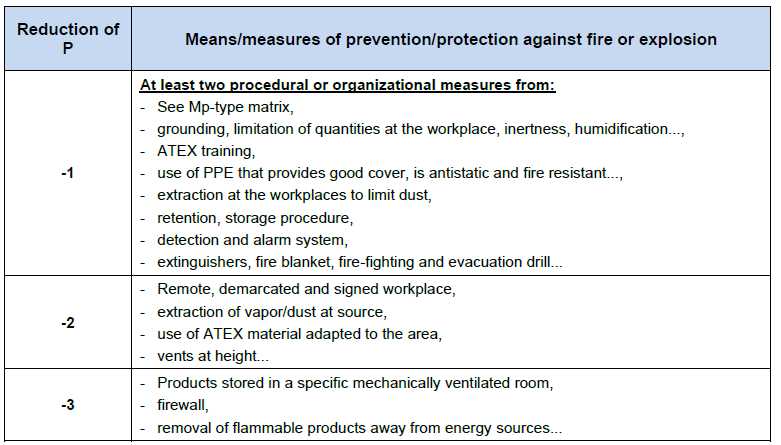 Reduction of
P
Means/measures of prevention/protection against fire or explosion
-1
At least two procedural or organizational measures from:
- See Mp-type matrix,
- grounding, limitation of quantities at the workplace, inertness, humidification...,
- ATEX training,
- use of PPE that provides good cover, is antistatic and fire resistant...,
- extraction at the workplaces to limit dust,
- retention, storage procedure,
- detection and alarm system,
- extinguishers, fire blanket, fire-fighting and evacuation drill...
-2
- Remote, demarcated and signed workplace,
- extraction of vapor/dust at source,
- use of ATEX material adapted to the area,
- vents at height...
-3
- Products stored in a specific mechanically ventilated room,
- firewall,
- removal of flammable products away from energy sources...